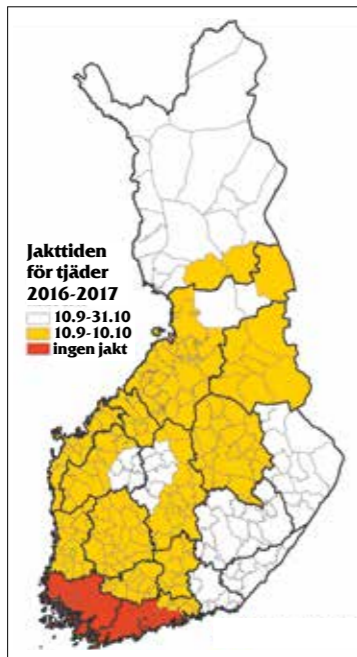 Jakttiden
för tjäder
2016-2017
10.9-31.10
10.9-10.10
ingen jakt